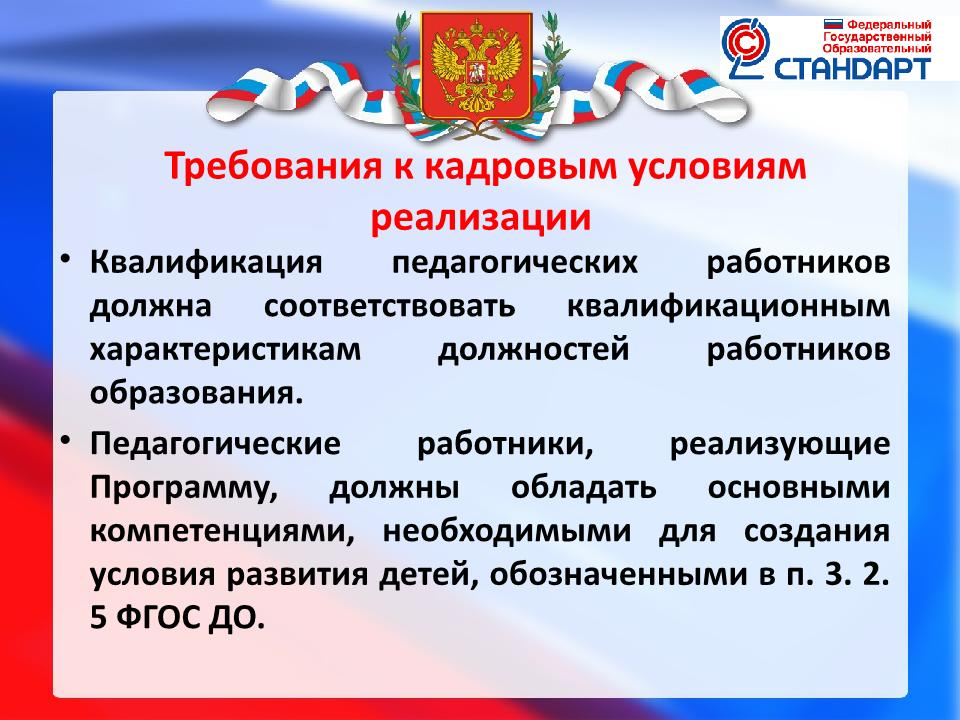 Федеральный
Государственный
Образовательный
СТАНДАРТ
Требования к кадровым условиям
реализации
• Квалификация педагогических работников
должна соответствовать квалификационным
характеристикам должностей работников
образования.
• Педагогические работники, реализующие
Программу, должны обладать основными
компетенциями, необходимыми для создания
условия развития детей, обозначенными в п. 3. 2.
5 ФГОС ДО.